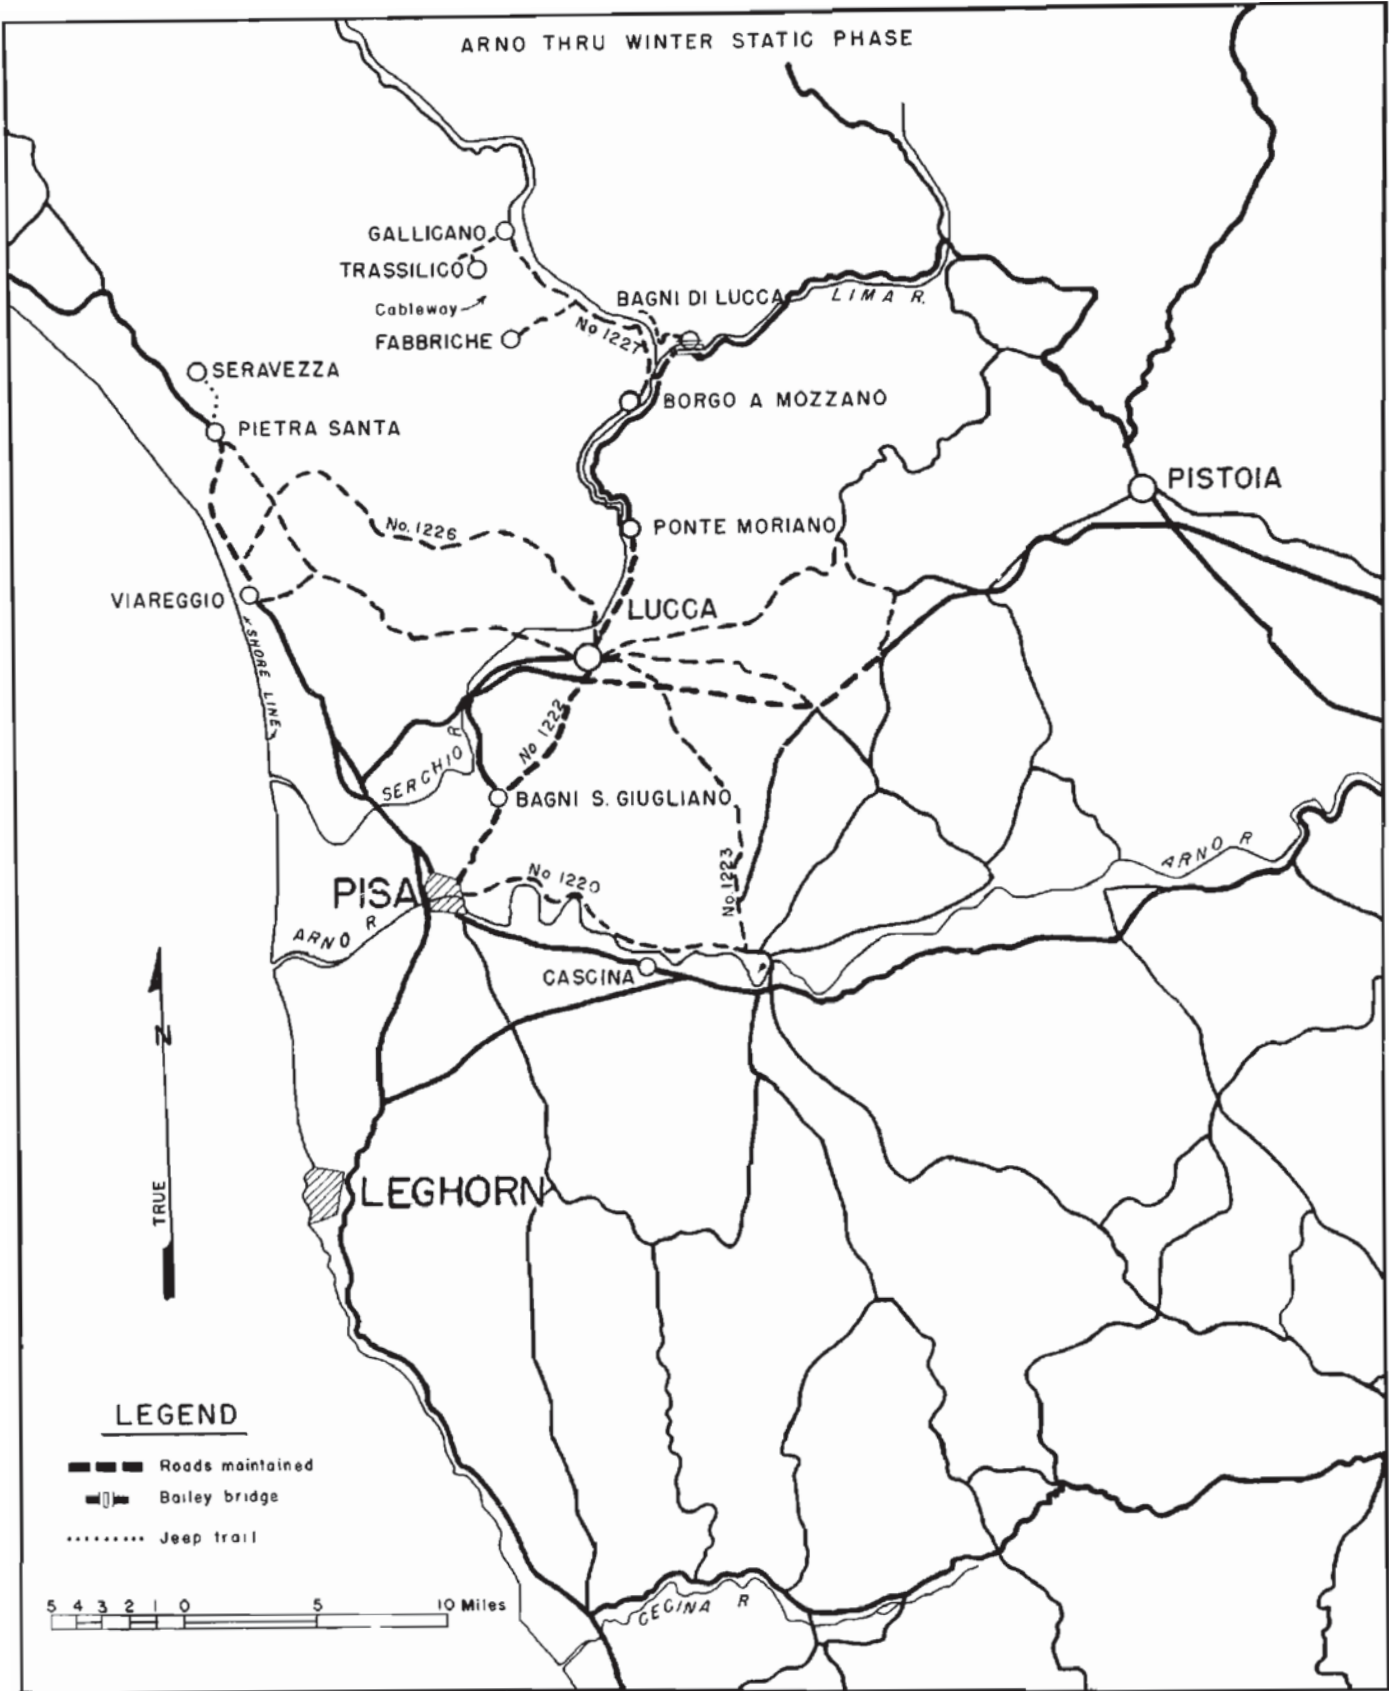 ARNO THRU WINTER STATIC PHASE
GALLICANO
TRASSILICO
Cableway
FABBRICHE
BAGNI DI LUCCA
LIMA R.
No 1227
SERAVEZZA
BORGO A MOZZANO
PIETRA SANTA
PISTOIA
No. 1226
PONTE MORIANO
VIAREGGIO
LUCCA
SHORE LINE
No 1222
SERCHIO R
BAGNI S. GIUGLIANO
ARNO R
PISA
No 1220
No. 1223
ARNO R
CASCINA
N
TRUE
LEGHORN
LEGEND
Roads maintained
Bailey bridge
Jeep trail
5 4 3 2 1 0 5 10 Miles
CECINA R